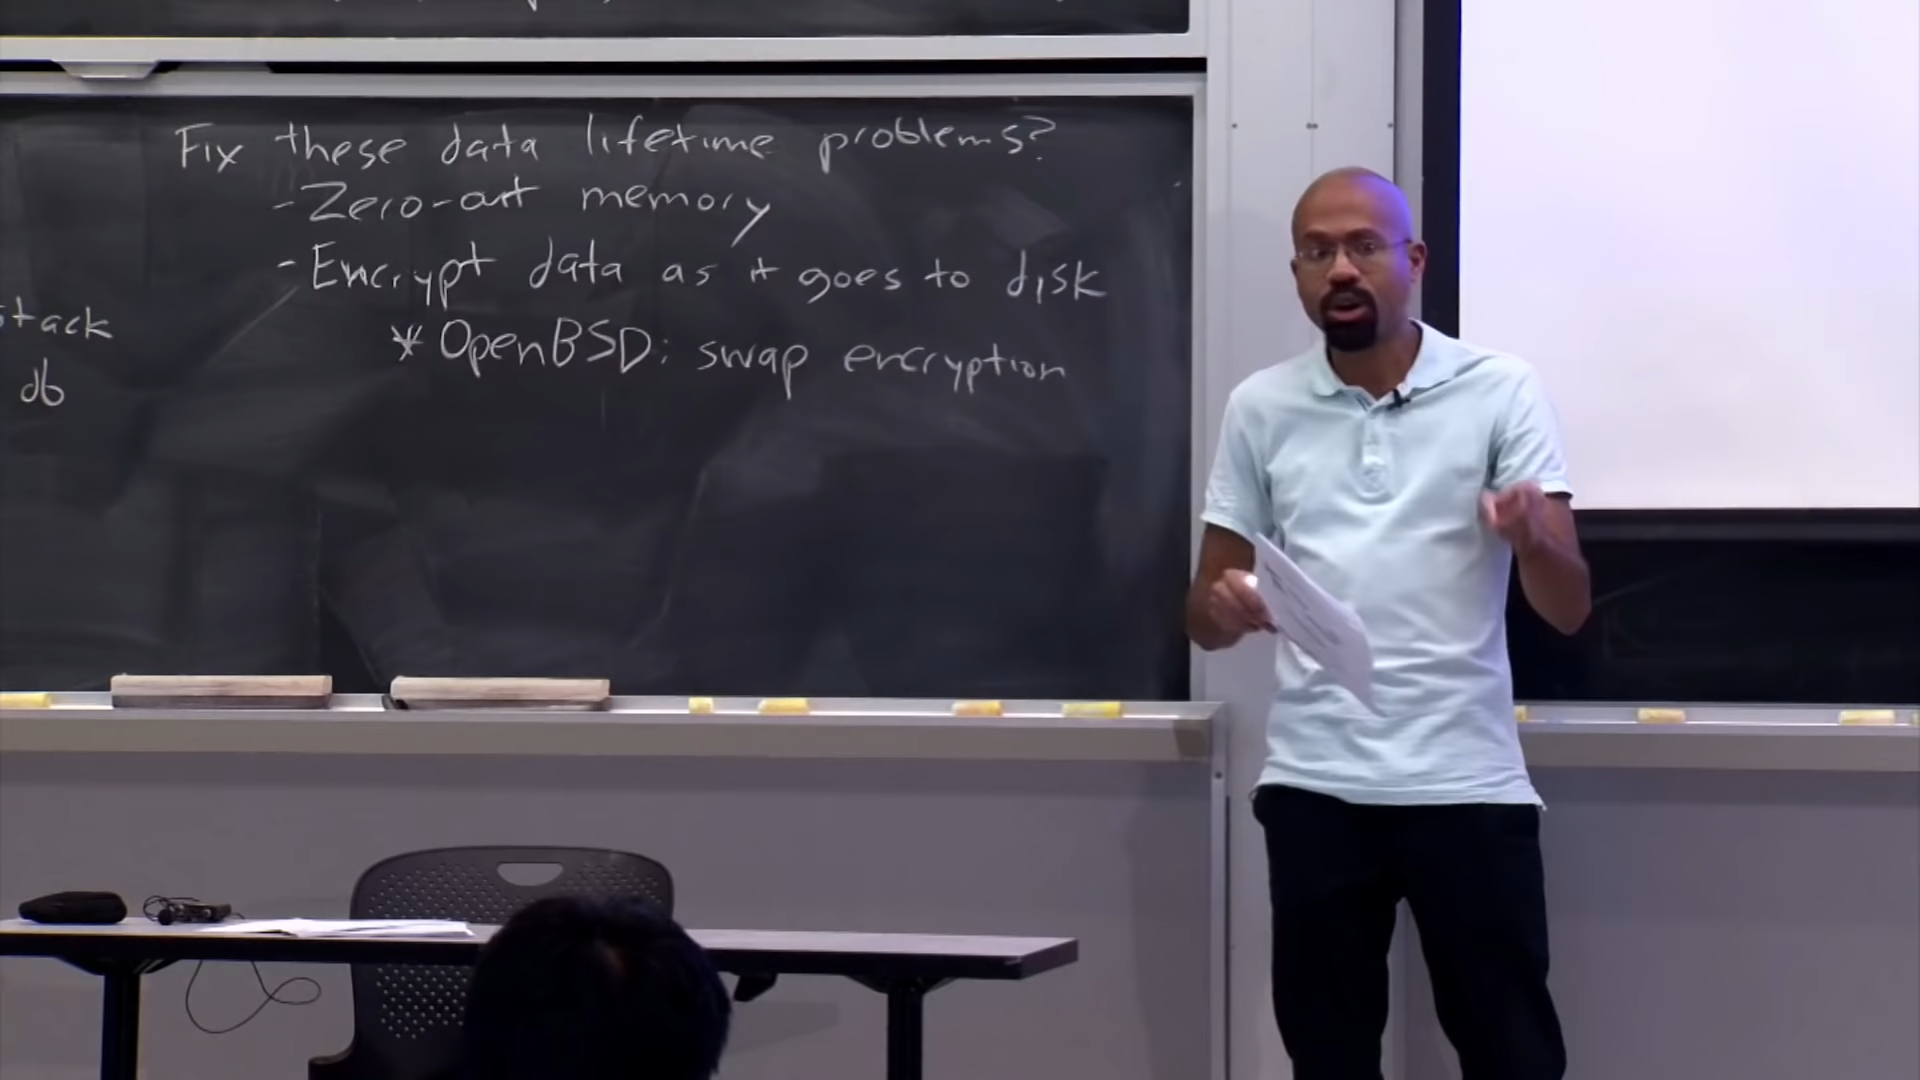 Fix these data lifetime problems?
- Zero-out memory
- Encrypt data as it goes to disk
* OpenBSD: swap encryption
stack
db